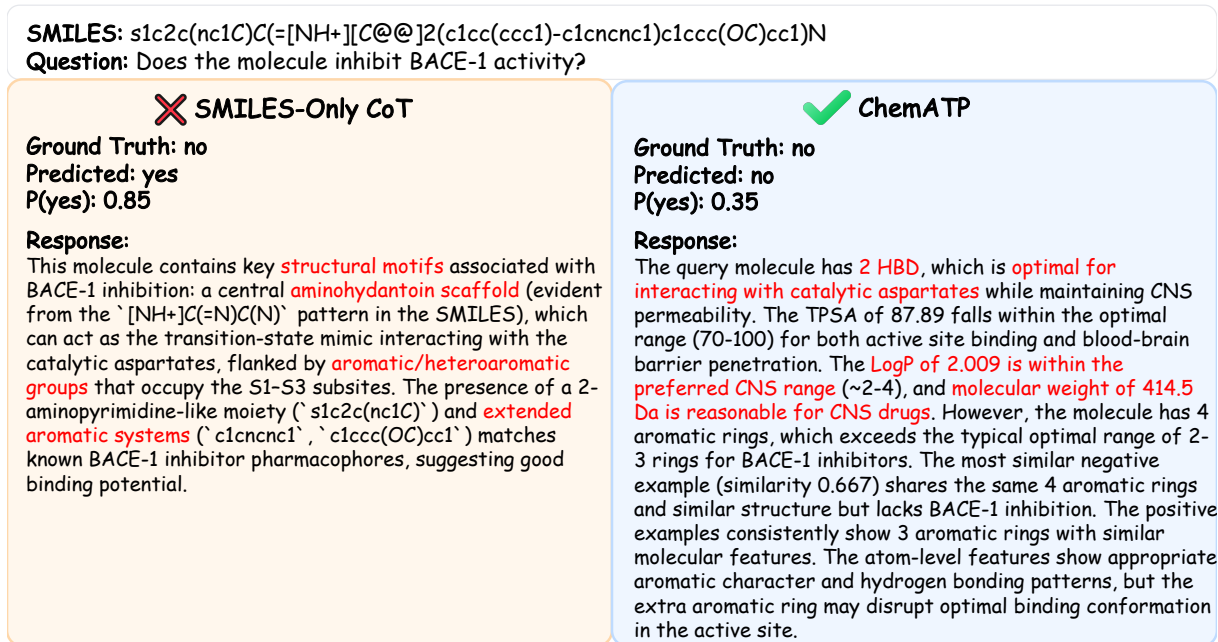 SMILES: s1c2c(nc1C)C(=[NH+][C@@]2(c1cc(ccc1)-c1cncnc1)c1ccc(OC)cc1)N
Question: Does the molecule inhibit BACE-1 activity?
SMILES-Only CoT
Ground Truth: no
Predicted: yes
P(yes): 0.85
Response:
This molecule contains key structural motifs associated with
BACE-1 inhibition: a central aminohydantoin scaffold (evident
from the `[NH+]C(=N)C(N)` pattern in the SMILES), which
can act as the transition-state mimic interacting with the
catalytic aspartates, flanked by aromatic/heteroaromatic
groups that occupy the S1–S3 subsites. The presence of a 2-
aminopyrimidine-like moiety (`s1c2c(nc1C)`) and extended
aromatic systems (`c1cncnc1`, `c1ccc(OC)cc1`) matches
known BACE-1 inhibitor pharmacophores, suggesting good
binding potential.
ChemATP
Ground Truth: no
Predicted: no
P(yes): 0.35
Response:
The query molecule has 2 HBD, which is optimal for
interacting with catalytic aspartates while maintaining CNS
permeability. The TPSA of 87.89 falls within the optimal
range (70-100) for both active site binding and blood-brain
barrier penetration. The LogP of 2.009 is within the
preferred CNS range (~2-4), and molecular weight of 414.5
Da is reasonable for CNS drugs. However, the molecule has 4
aromatic rings, which exceeds the typical optimal range of 2-
3 rings for BACE-1 inhibitors. The most similar negative
example (similarity 0.667) shares the same 4 aromatic rings
and similar structure but lacks BACE-1 inhibition. The positive
examples consistently show 3 aromatic rings with similar
molecular features. The atom-level features show appropriate
aromatic character and hydrogen bonding patterns, but the
extra aromatic ring may disrupt optimal binding conformation
in the active site.